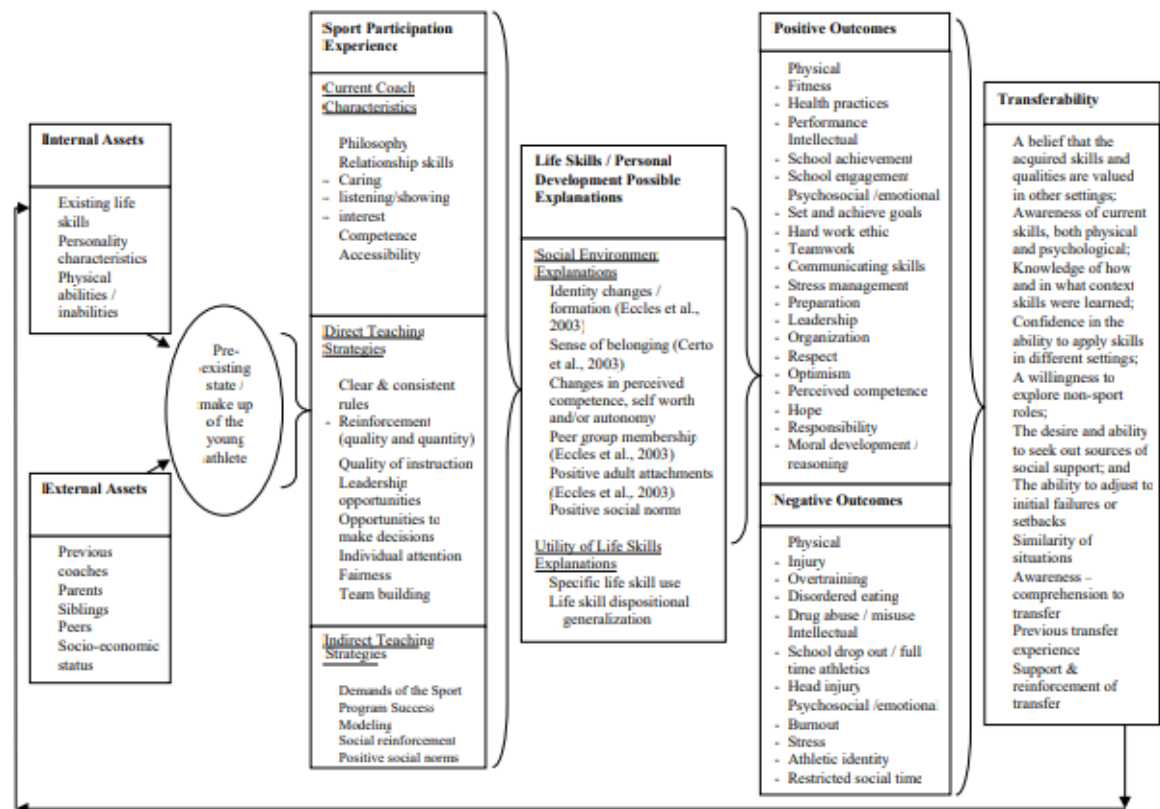 Internal Assets
Existing life
skills
Personality
characteristics
Physical
abilities /
inabilities
External Assets
Previous
coaches
Parents
Siblings
Peers
Socio-economic
status
Pre-
existing
state /
make up
of the
young
athlete
Sport Participation
Experience
Current Coach
Characteristics
Philosophy
Relationship skills
- Caring
- listening/showing
- interest
Competence
Accessibility
Direct Teaching
Strategies
Clear & consistent
rules
- Reinforcement
(quality and quantity)
Quality of instruction
Leadership
opportunities
Opportunities to
make decisions
Individual attention
Fairness
Team building
Indirect Teaching
Strategies
Demands of the Sport
Program Success
Modeling
Social reinforcement
Positive social norms
Life Skills / Personal
Development Possible
Explanations
Social Environmen
Explanations
Identity changes /
formation (Eccles et al.,
2003)
Sense of belonging (Certo
et al., 2003)
Changes in perceived
competence, self worth
and/or autonomy
Peer group membership
(Eccles et al., 2003)
Positive adult attachments
(Eccles et al., 2003)
Positive social norms
Utility of Life Skills
Explanations
Specific life skill use
Life skill dispositional
generalization
Positive Outcomes
Physical
- Fitness
- Health practices
- Performance
Intellectual
- School achievement
- School engagement
Psychosocial /emotional
- Set and achieve goals
- Hard work ethic
- Teamwork
- Communicating skills
- Stress management
- Preparation
- Leadership
- Organization
- Respect
- Optimism
- Perceived competence
- Hope
- Responsibility
- Moral development /
reasoning
Negative Outcomes
Physical
- Injury
- Overtraining
- Disordered eating
- Drug abuse / misuse
Intellectual
- School drop out / full
time athletics
- Head injury
Psychosocial /emotional
- Burnout
- Stress
- Athletic identity
- Restricted social time
Transferability
A belief that the
acquired skills and
qualities are valued
in other settings;
Awareness of current
skills, both physical
and psychological;
Knowledge of how
and in what context
skills were learned;
Confidence in the
ability to apply skills
in different settings;
A willingness to
explore non-sport
roles;
The desire and ability
to seek out sources of
social support; and
The ability to adjust to
initial failures or
setbacks
Similarity of
situations
Awareness –
comprehension to
transfer
Previous transfer
experience
Support &
reinforcement of
transfer